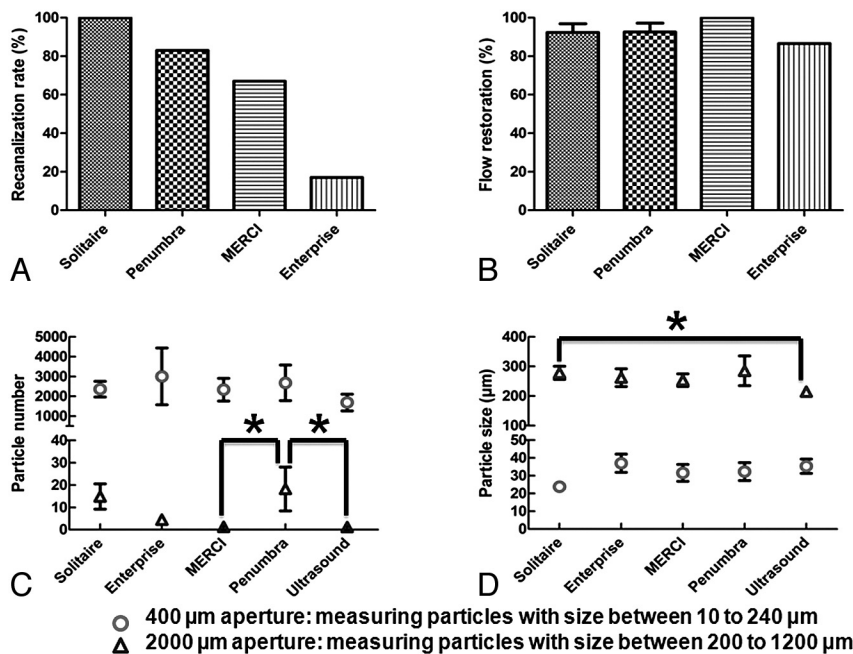 Recanalization rate (%)
100
80
60
40
20
0
Solitaire
Penumbra
MERCI
Enterprise
A
Flow restoration (%)
100
80
60
40
20
0
Solitaire
Penumbra
MERCI
Enterprise
B
Particle number
5000
4000
3000
2000
1000
40
30
20
10
0
*
*
Solitaire
Enterprise
MERCI
Penumbra
Ultrasound
C
Particle size (µm)
400
300
200
100
50
40
30
20
10
0
*
Solitaire
Enterprise
MERCI
Penumbra
Ultrasound
D
400 µm aperture: measuring particles with size between 10 to 240 µm
2000 µm aperture: measuring particles with size between 200 to 1200 µm